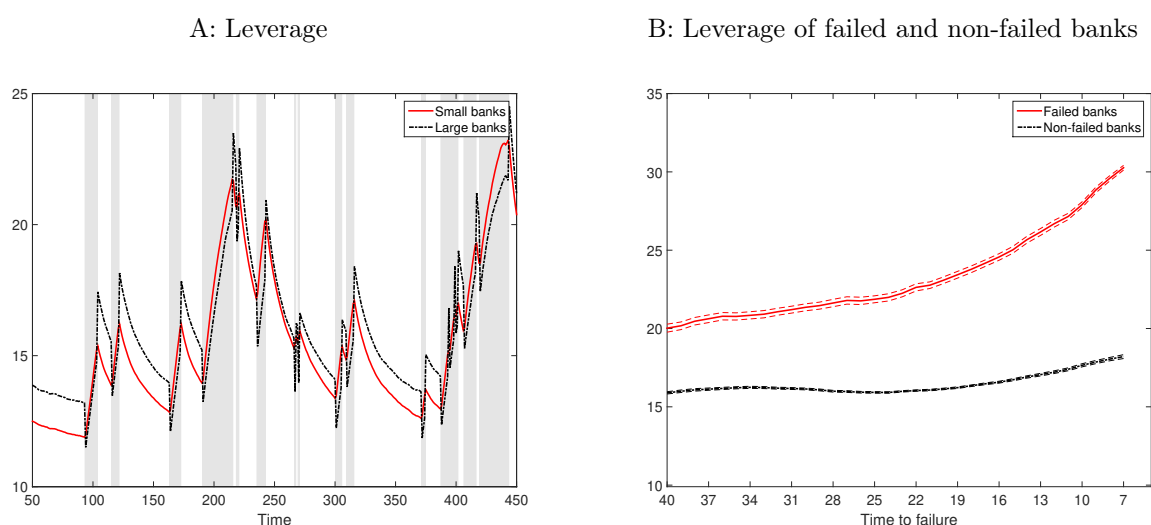 A: Leverage
25
20
15
10
50 100 150 200 250 300 350 400 450
Time
Small banks
Large banks
B: Leverage of failed and non-failed banks
35
30
25
20
15
10
40 37 34 31 28 25 22 19 16 13 10 7
Time to failure
Failed banks
Non-failed banks